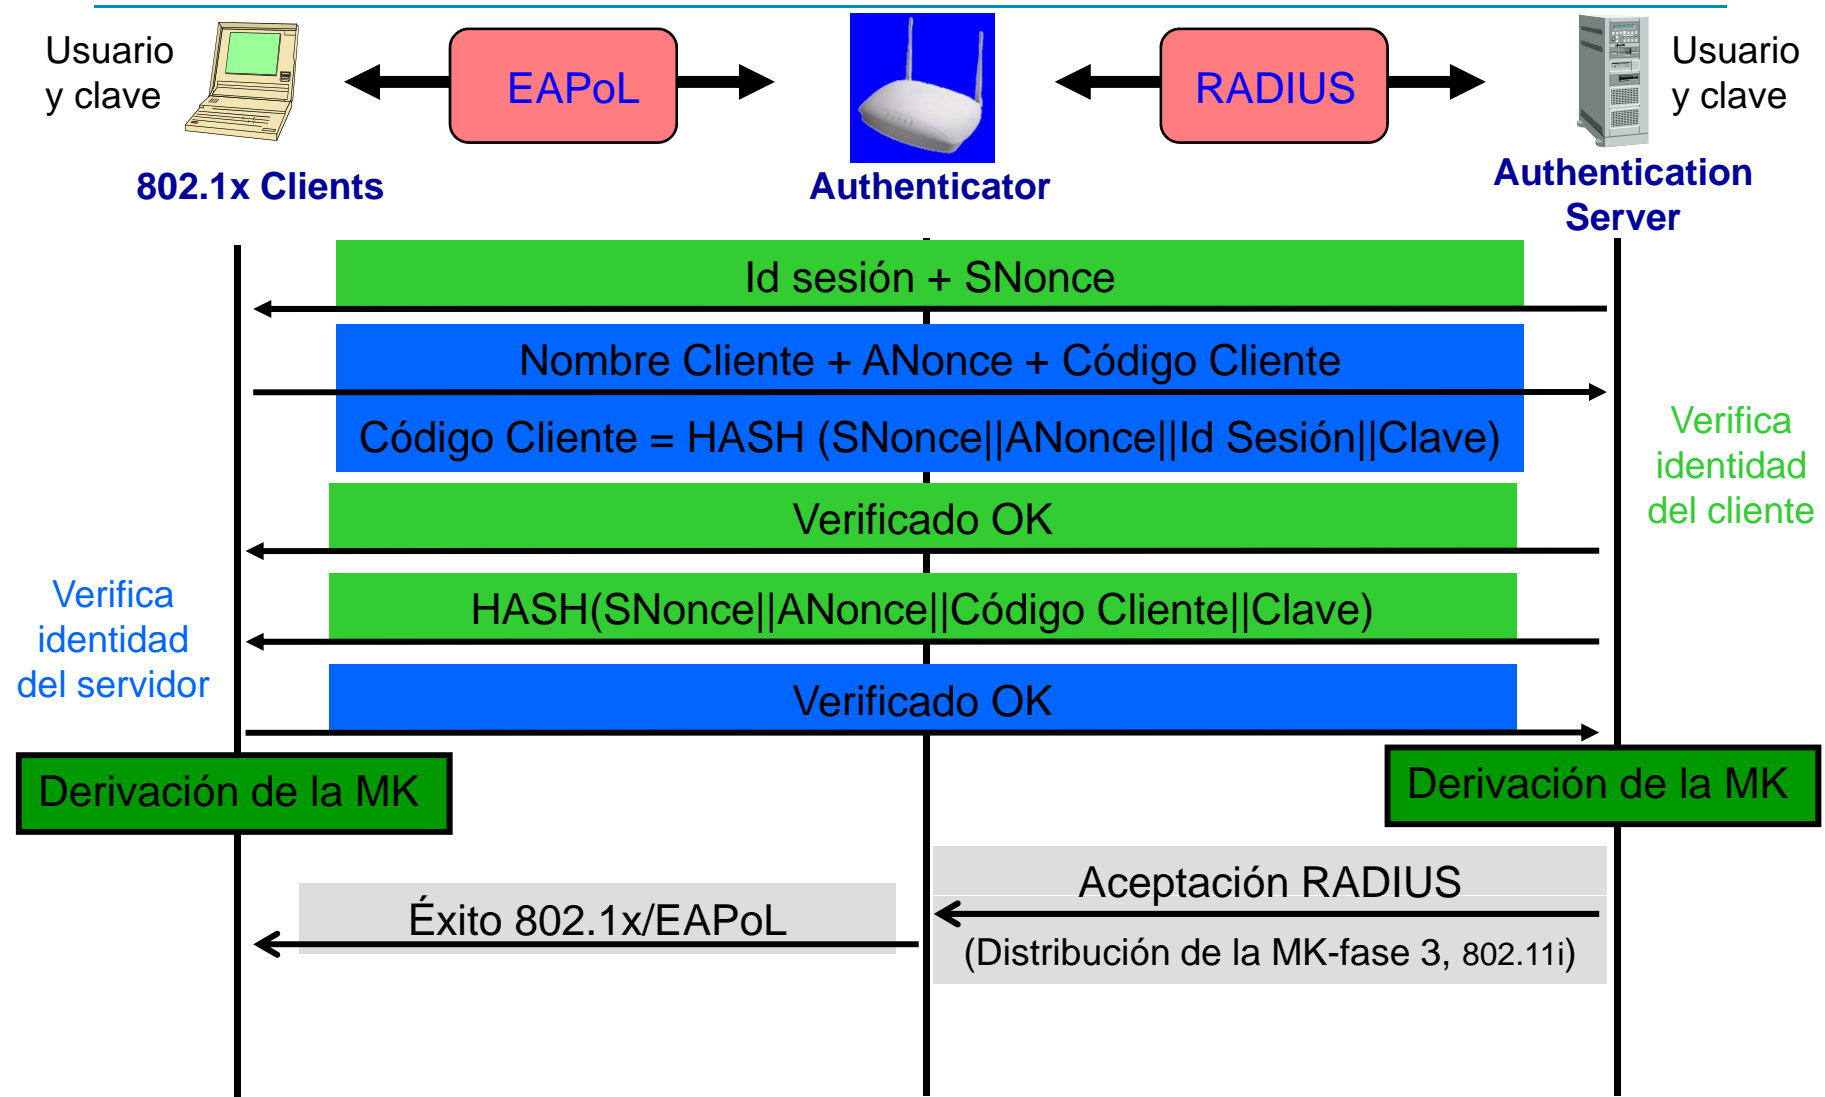 Usuario
y clave
EAPoL
RADIUS
Usuario
y clave
802.1x Clients
Authenticator
Authentication
Server
Id sesión + SNonce
Nombre Cliente + ANonce + Código Cliente
Código Cliente = HASH (SNonce||ANonce||Id Sesión||Clave)
Verifica
identidad
del cliente
Verificado OK
HASH(SNonce||ANonce||Código Cliente||Clave)
Verifica
identidad
del servidor
Verificado OK
Derivación de la MK
Derivación de la MK
Aceptación RADIUS
Éxito 802.1x/EAPoL
(Distribución de la MK-fase 3, 802.11i)